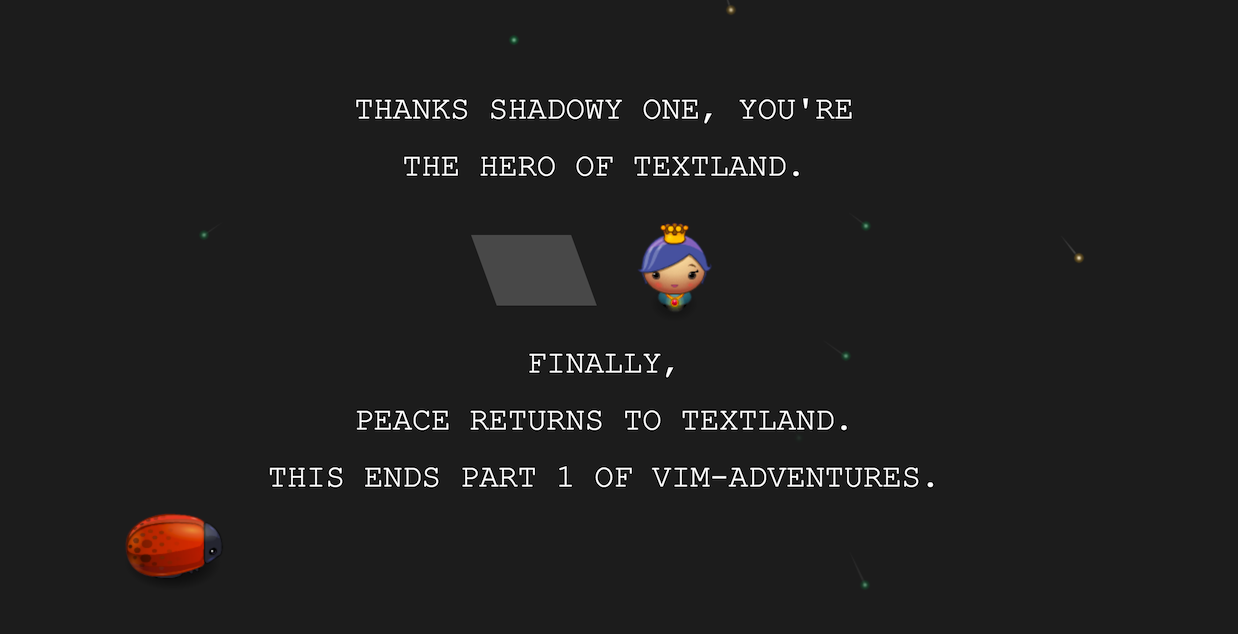 THANKS SHADOWY ONE, YOU'RE
THE HERO OF TEXTLAND.
FINALLY,
PEACE RETURNS TO TEXTLAND.
THIS ENDS PART 1 OF VIM-ADVENTURES.